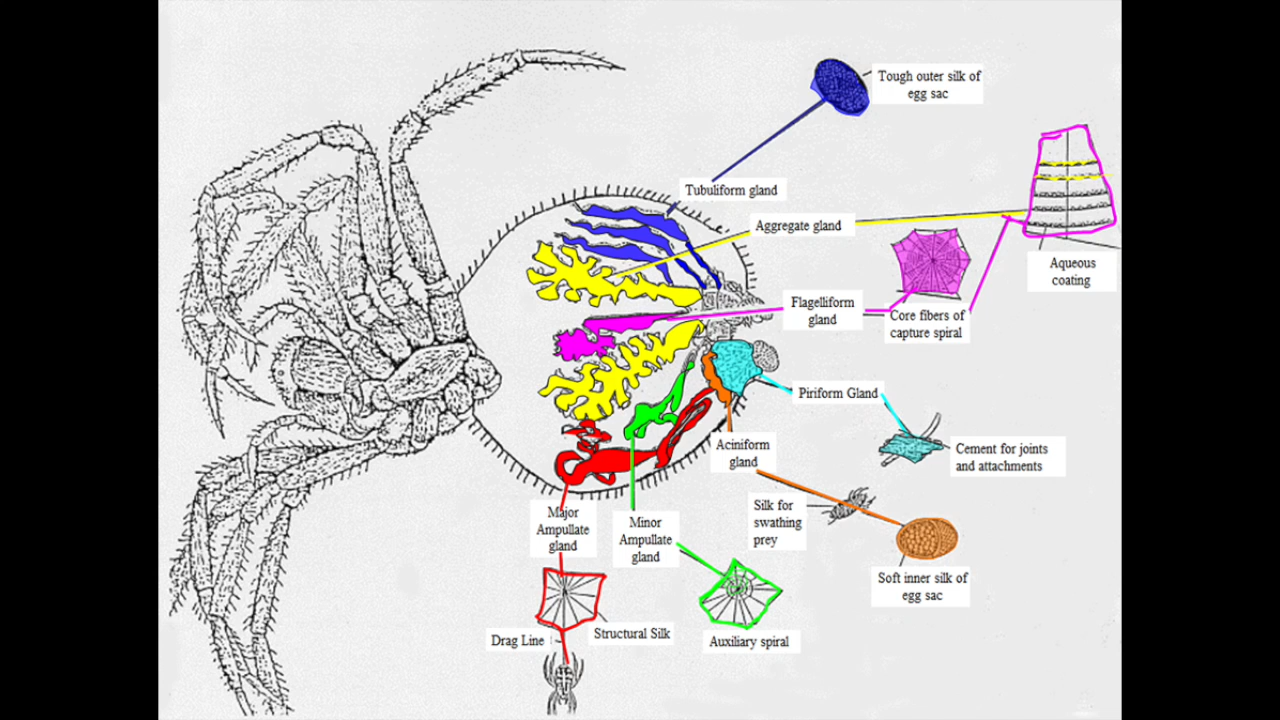 Tough outer silk of
egg sac
Tubuliform gland
Aggregate gland
Aqueous
coating
Flagelliform
gland
Core fibers of
capture spiral
Piriform Gland
Cement for joints
and attachments
Aciniform
gland
Silk for
swathing
prey
Soft inner silk of
egg sac
Major
Ampullate
gland
Minor
Ampullate
gland
Drag Line
Structural Silk
Auxiliary spiral